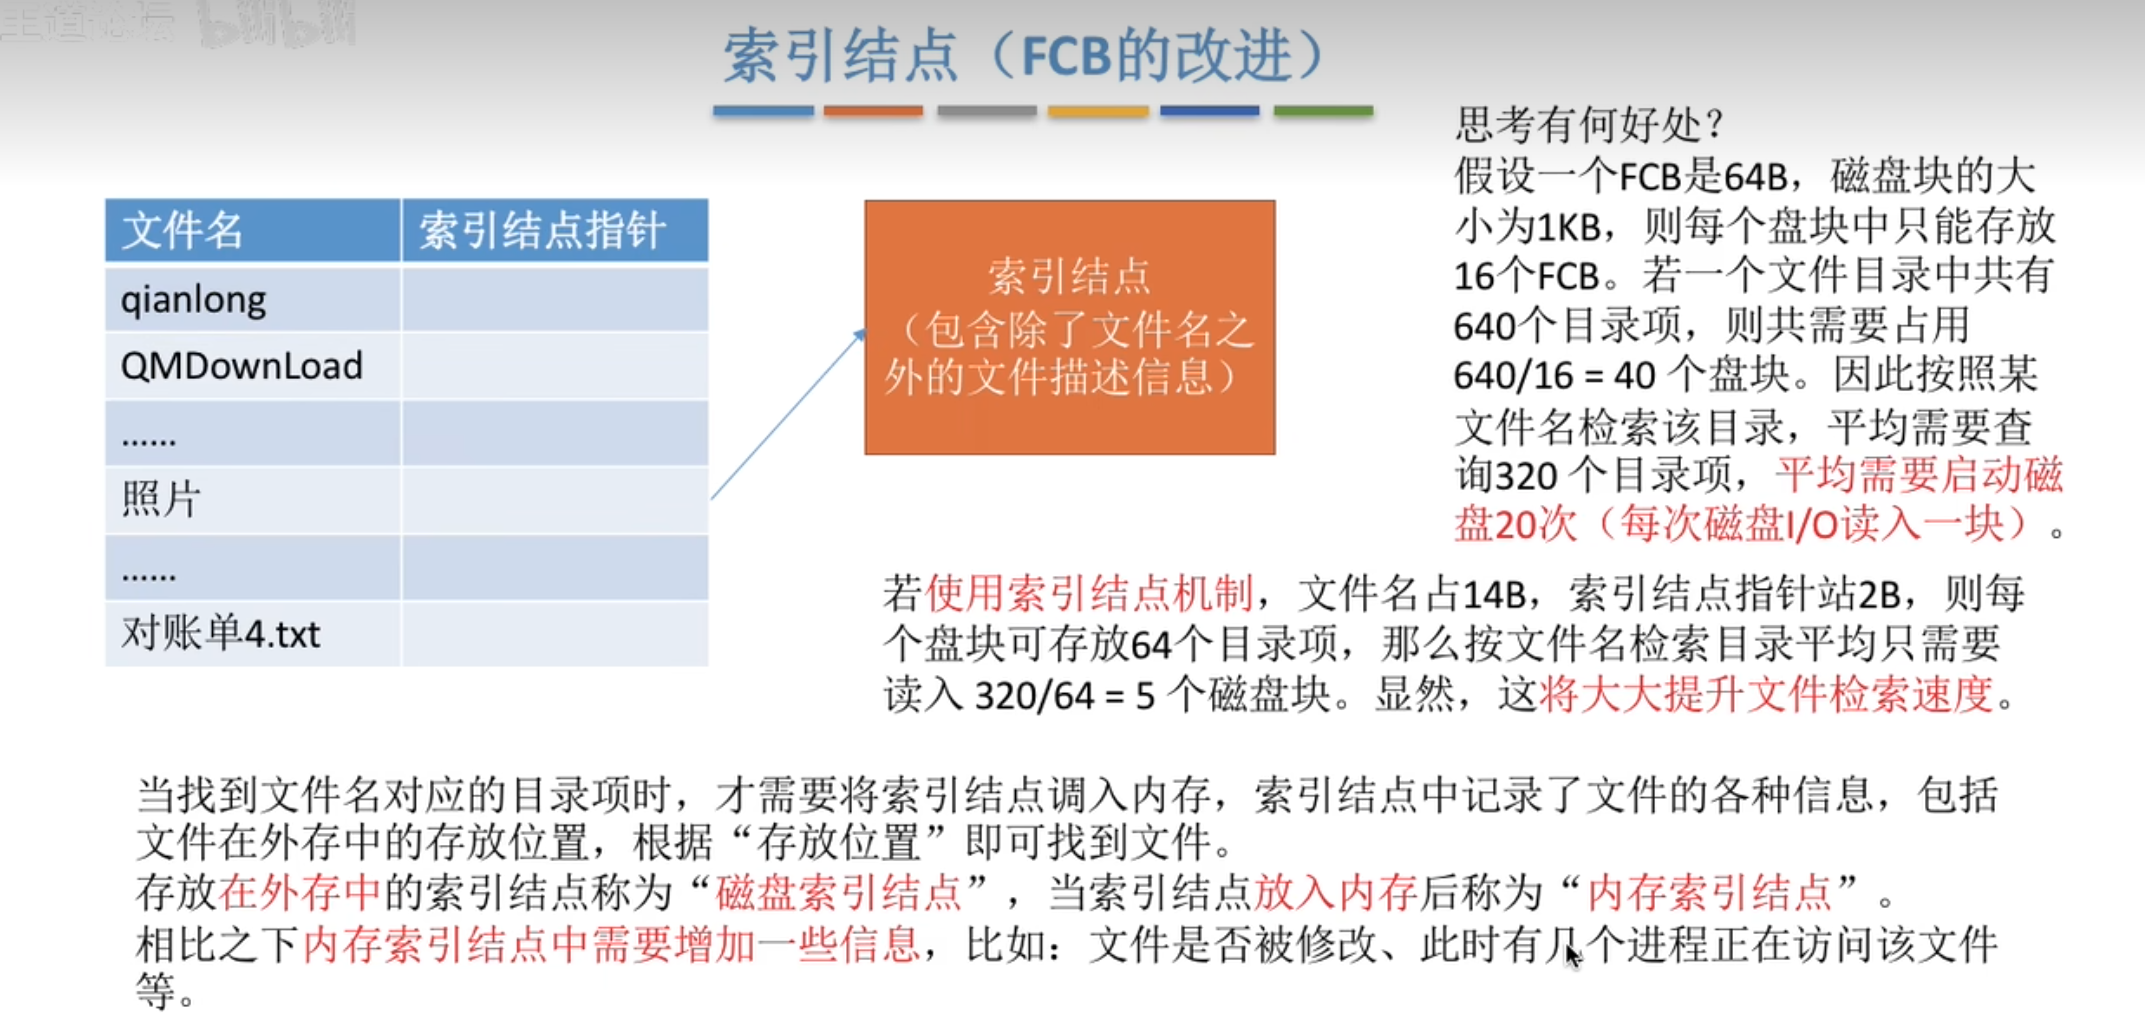 王道论坛 bilibili
索引结点（FCB的改进）
文件名 索引结点指针
qianlong
QMDownLoad
......
照片
......
对账单4.txt
索引结点
（包含除了文件名之
外的文件描述信息）
思考有何好处？
假设一个FCB是64B，磁盘块的大
小为1KB，则每个盘块中只能存放
16个FCB。若一个文件目录中共有
640个目录项，则共需要占用
640/16 = 40 个盘块。因此按照某
文件名检索该目录，平均需要查
询320 个目录项，平均需要启动磁
盘20次（每次磁盘I/O读入一块）。
若使用索引结点机制，文件名占14B，索引结点指针站2B，则每
个盘块可存放64个目录项，那么按文件名检索目录平均只需要
读入 320/64 = 5 个磁盘块。显然，这将大大提升文件检索速度。
当找到文件名对应的目录项时，才需要将索引结点调入内存，索引结点中记录了文件的各种信息，包括
文件在外存中的存放位置，根据“存放位置”即可找到文件。
存放在外存中的索引结点称为“磁盘索引结点”，当索引结点放入内存后称为“内存索引结点”。
相比之下内存索引结点中需要增加一些信息，比如：文件是否被修改、此时有几个进程正在访问该文件
等。